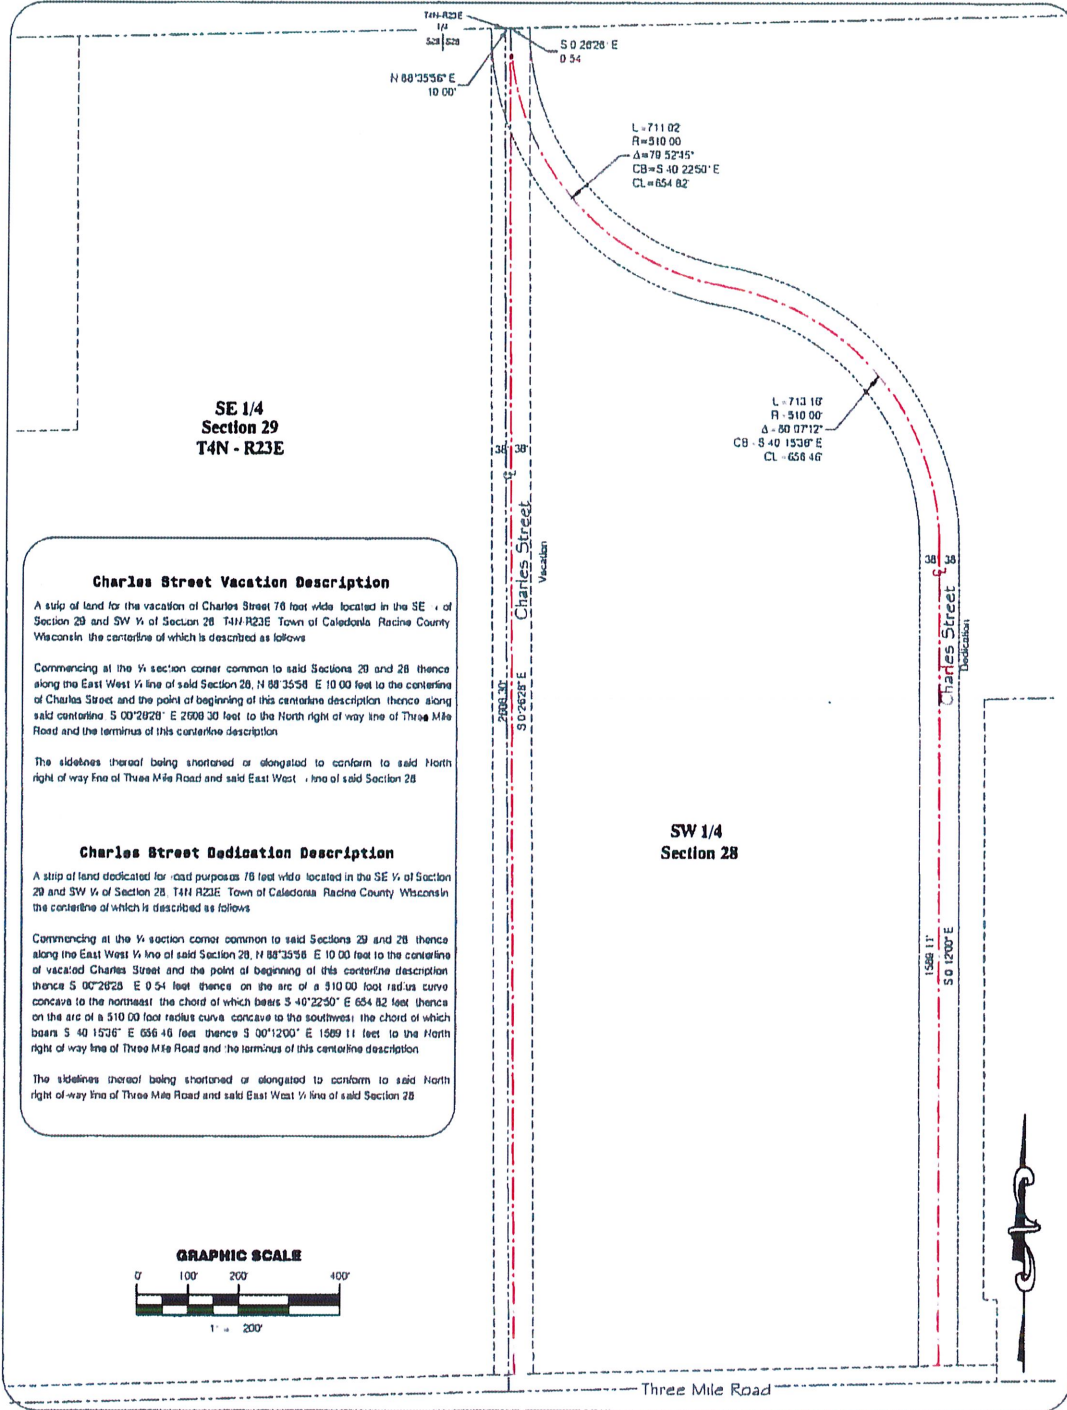 T4N-R23E
1/4
S29 S28
S 0 26'28" E
0 54
N 88°35'56" E
10 00'
L = 711 02
R = 510 00
Δ = 79 52'45"
CB = S 40 22'50" E
CL = 654 82'
SE 1/4
Section 29
T4N - R23E
L - 713 16'
R - 510 00'
Δ - 80 07'12"
CB - S 40 15'36" E
CL - 656 46'
38' 38'
CL
Charles Street
Vacation
2608 30'
S 0°26'28" E
38' 38'
CL
Charles Street
Dedication
Charles Street Vacation Description
A strip of land for the vacation of Charles Street 76 feet wide located in the SE of
Section 29 and SW ¼ of Section 28 T4N-R23E Town of Caledonia Racine County
Wisconsin the centerline of which is described as follows
Commencing at the ¼ section corner common to said Sections 29 and 28 thence
along the East West ¼ line of said Section 28, N 88°35'56 E 10 00 feet to the centerline
of Charles Street and the point of beginning of this centerline description thence along
said centerline S 00°26'28" E 2608 30 feet to the North right of way line of Three Mile
Road and the terminus of this centerline description
The sidelines thereof being shortened or elongated to conform to said North
right of way line of Three Mile Road and said East West line of said Section 28
Charles Street Dedication Description
A strip of land dedicated for road purposes 76 feet wide located in the SE ¼ of Section
29 and SW ¼ of Section 28, T4N R23E Town of Caledonia Racine County Wisconsin
the centerline of which is described as follows
Commencing at the ¼ section corner common to said Sections 29 and 28 thence
along the East West ¼ line of said Section 28, N 88°35'56 E 10 00 feet to the centerline
of vacated Charles Street and the point of beginning of this centerline description
thence S 00°26'28 E 0 54 feet thence on the arc of a 510 00 foot radius curve
concave to the northeast the chord of which bears S 40°22'50" E 654 82 feet thence
on the arc of a 510 00 foot radius curve concave to the southwest the chord of which
bears S 40 15'36" E 656 46 feet thence S 00°12'00" E 1589 11 feet to the North
right of way line of Three Mile Road and the terminus of this centerline description
The sidelines thereof being shortened or elongated to conform to said North
right of-way line of Three Mile Road and said East West ¼ line of said Section 28
SW 1/4
Section 28
1589 11'
S 0 12'00" E
GRAPHIC SCALE
0' 100' 200' 400'
1" = 200'
Three Mile Road